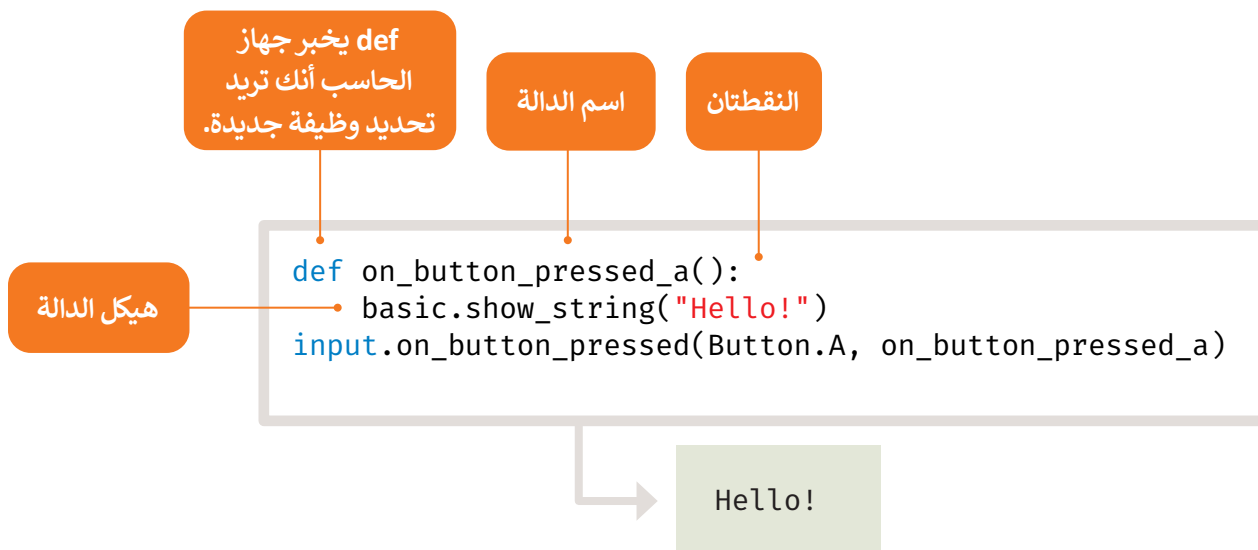 def يخبر جهاز
الحاسب أنك تريد
تحديد وظيفة جديدة.
اسم الدالة
النقطتان
هيكل الدالة
def on_button_pressed_a():
    basic.show_string("Hello!")
input.on_button_pressed(Button.A, on_button_pressed_a)
Hello!